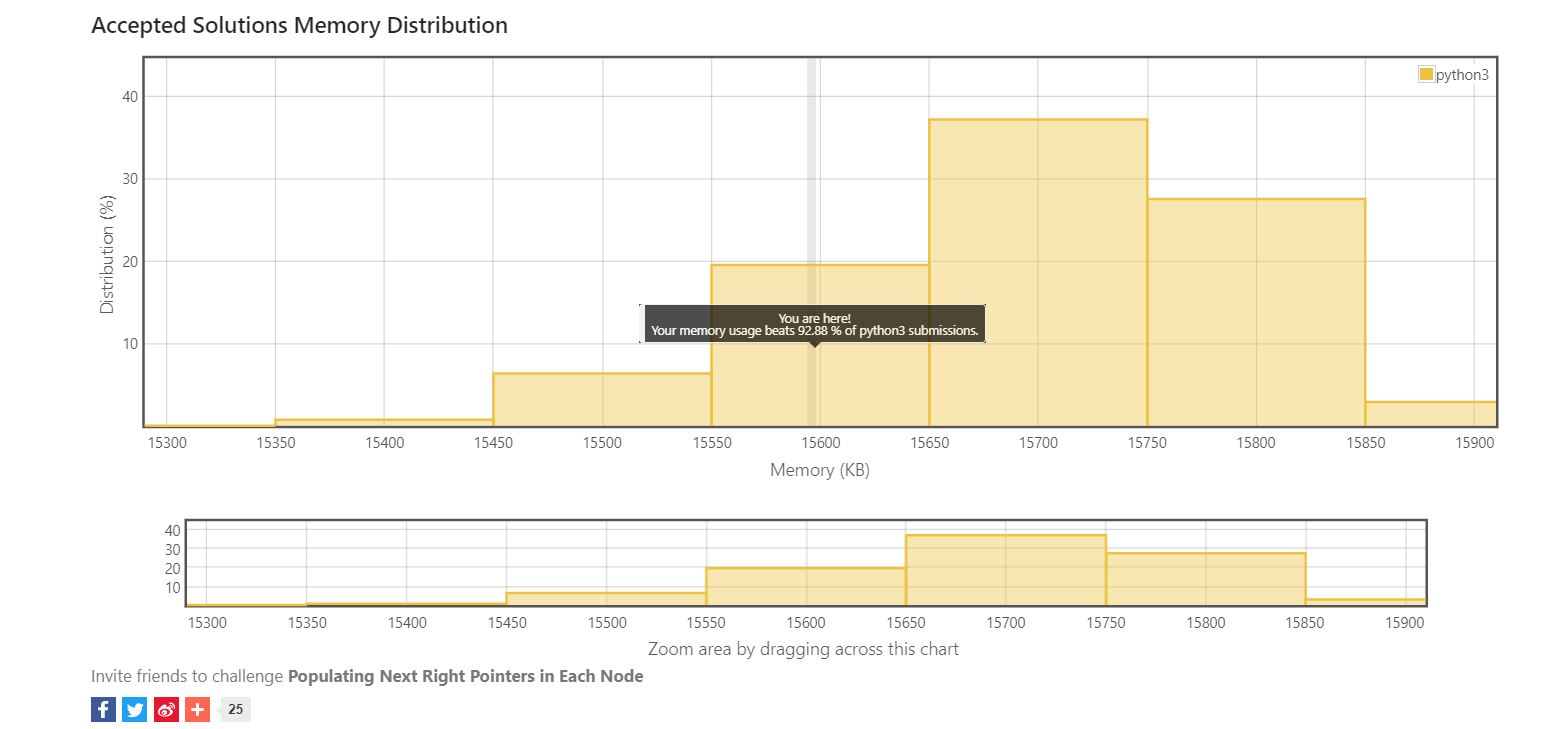 Accepted Solutions Memory Distribution
python3
40
30
20
10
Distribution (%)
You are here!
Your memory usage beats 92.88 % of python3 submissions.
15300 15350 15400 15450 15500 15550 15600 15650 15700 15750 15800 15850 15900
Memory (KB)
40
30
20
10
15300 15350 15400 15450 15500 15550 15600 15650 15700 15750 15800 15850 15900
Zoom area by dragging across this chart
Invite friends to challenge Populating Next Right Pointers in Each Node
25